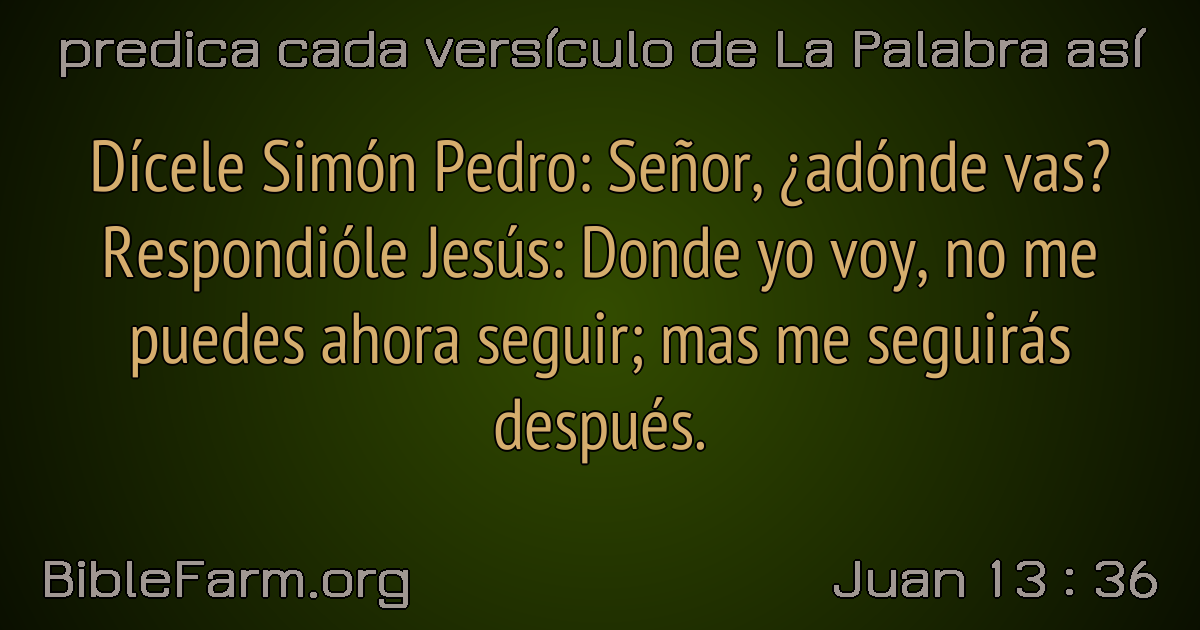 predica cada versículo de La Palabra así
Dícele Simón Pedro: Señor, ¿adónde vas?
Respondióle Jesús: Donde yo voy, no me
puedes ahora seguir; mas me seguirás
después.
BibleFarm.org
Juan 13 : 36